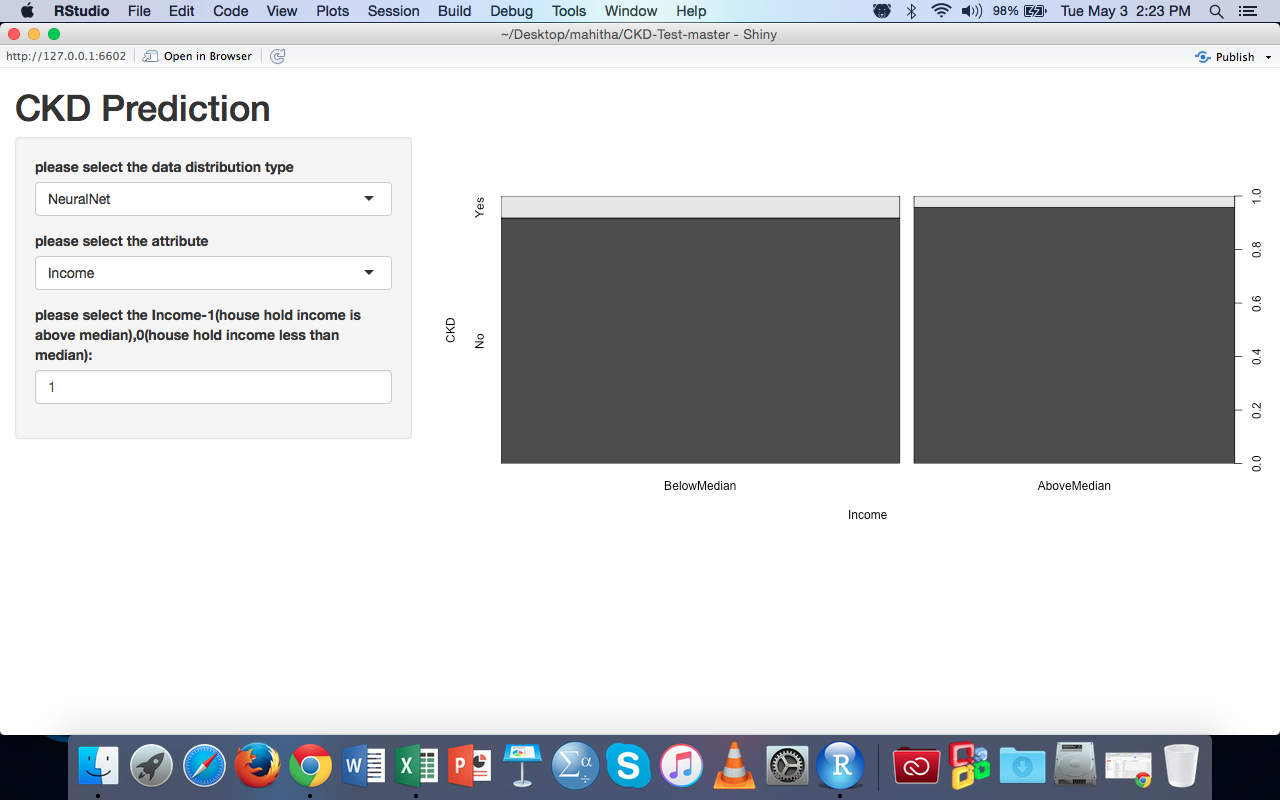 RStudio File Edit Code View Plots Session Build Debug Tools Window Help 98% Tue May 3 2:23 PM
~/Desktop/mahitha/CKD-Test-master - Shiny
http://127.0.0.1:6602 Open in Browser Publish
CKD Prediction
please select the data distribution type
NeuralNet
please select the attribute
Income
please select the Income-1(house hold income is
above median),0(house hold income less than
median):
1
CKD
Yes
No
1.0
0.8
0.6
0.4
0.2
0.0
BelowMedian AboveMedian
Income
W X P Σα÷ S R